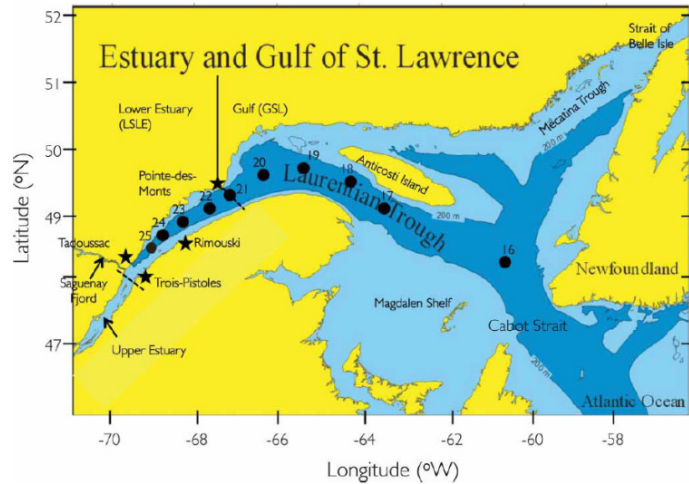 Estuary and Gulf of St. Lawrence
Strait of
Belle Isle
Lower Estuary
(LSLE)
Gulf (GSL)
Mécatina Trough
200 m
Pointe-des-
Monts
20
19
18
17
16
21
22
23
24
25
Anticosti Island
Laurentian Trough
200 m
Tadoussac
Rimouski
Saguenay
Fjord
Trois-Pistoles
Upper Estuary
Magdalen Shelf
Newfoundland
Cabot Strait
200 m
Atlantic Ocean
Latitude (ºN)
52
51
50
49
48
47
-70
-68
-66
-64
-62
-60
-58
-56
Longitude (ºW)